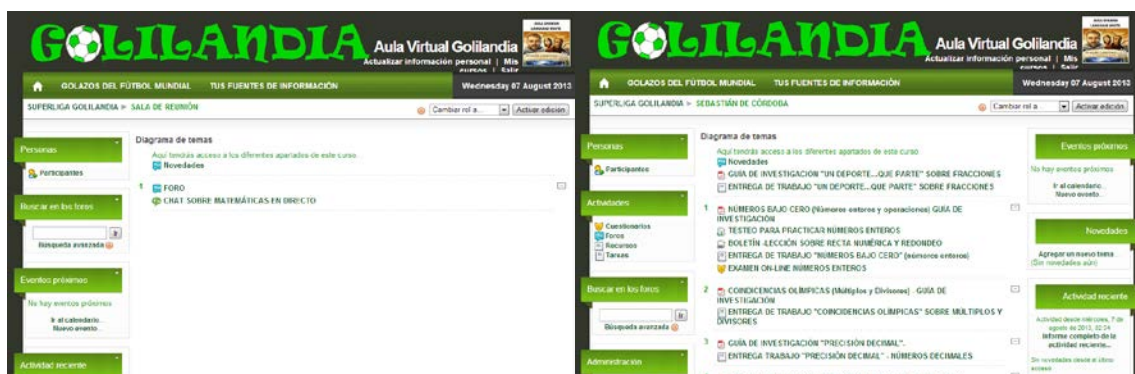 GOLILANDIA
Aula Virtual Golilandia
Actualizar información personal | Mis
cursos | Salir
GOLAZOS DEL FÚTBOL MUNDIAL
TUS FUENTES DE INFORMACIÓN
Wednesday 07 August 2013
SUPERLIGA GOLILANDIA ► SALA DE REUNIÓN
Cambiar rol a...
Activar edición
Personas
Participantes
Buscar en los foros
Ir
Búsqueda avanzada
Eventos próximos
No hay eventos próximos
Ir al calendario...
Nuevo evento...
Actividad reciente
Diagrama de temas
Aquí tendrás acceso a los diferentes apartados de este curso
Novedades
1
FORO
CHAT SOBRE MATEMÁTICAS EN DIRECTO
GOLILANDIA
Aula Virtual Golilandia
Actualizar información personal | Mis
cursos | Salir
GOLAZOS DEL FÚTBOL MUNDIAL
TUS FUENTES DE INFORMACIÓN
Wednesday 07 August 2013
SUPERLIGA GOLILANDIA ► SEBASTIÁN DE CÓRDOBA
Cambiar rol a...
Activar edición
Personas
Participantes
Actividades
Cuestionarios
Foros
Recursos
Tareas
Buscar en los foros
Ir
Búsqueda avanzada
Administración
Diagrama de temas
Aquí tendrás acceso a los diferentes apartados de este curso
Novedades
GUÍA DE INVESTIGACIÓN "UN DEPORTE...QUE PARTE" SOBRE FRACCIONES
ENTREGA DE TRABAJO "UN DEPORTE...QUE PARTE" SOBRE FRACCIONES
1
NÚMEROS BAJO CERO (Números enteros y operaciones) GUÍA DE
INVESTIGACIÓN
TESTEO PARA PRACTICAR NÚMEROS ENTEROS
BOLETÍN -LECCIÓN SOBRE RECTA NUMÉRICA Y REDONDEO
ENTREGA DE TRABAJO "NÚMEROS BAJO CERO" (números enteros)
EXAMEN ON-LINE NÚMEROS ENTEROS
2
COINDICENCIAS OLÍMPICAS (Múltiplos y Divisores) - GUÍA DE
INVESTIGACIÓN
ENTREGA DE TRABAJO "COINCIDENCIAS OLÍMPICAS" SOBRE MÚLTIPLOS Y
DIVISORES
3
GUÍA DE INVESTIGACIÓN "PRECISIÓN DECIMAL".
ENTREGA TRABAJO "PRECISIÓN DECIMAL" - NÚMEROS DECIMALES
Eventos próximos
No hay eventos próximos
Ir al calendario...
Nuevo evento...
Novedades
Agregar un nuevo tema...
(Sin novedades aún)
Actividad reciente
Actividad desde miércoles, 7 de
agosto de 2013, 02:34
Informe completo de la
actividad reciente...
Sin novedades desde el último
acceso